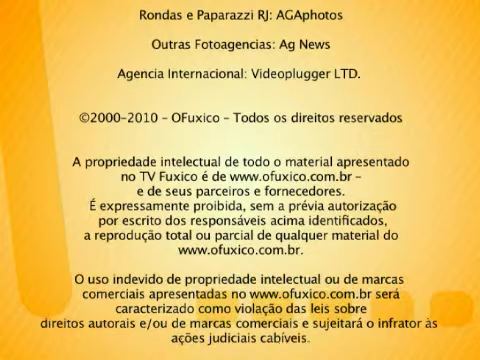 Rondas e Paparazzi RJ: AGAphotos
Outras Fotoagencias: Ag News
Agencia Internacional: Videoplugger LTD.
©2000-2010 - OFuxico - Todos os direitos reservados
A propriedade intelectual de todo o material apresentado
no TV Fuxico é de www.ofuxico.com.br -
e de seus parceiros e fornecedores.
É expressamente proibida, sem a prévia autorização
por escrito dos responsáveis acima identificados,
a reprodução total ou parcial de qualquer material do
www.ofuxico.com.br.
O uso indevido de propriedade intelectual ou de marcas
comerciais apresentadas no www.ofuxico.com.br será
caracterizado como violação das leis sobre
direitos autorais e/ou de marcas comerciais e sujeitará o infrator às
ações judiciais cabíveis.